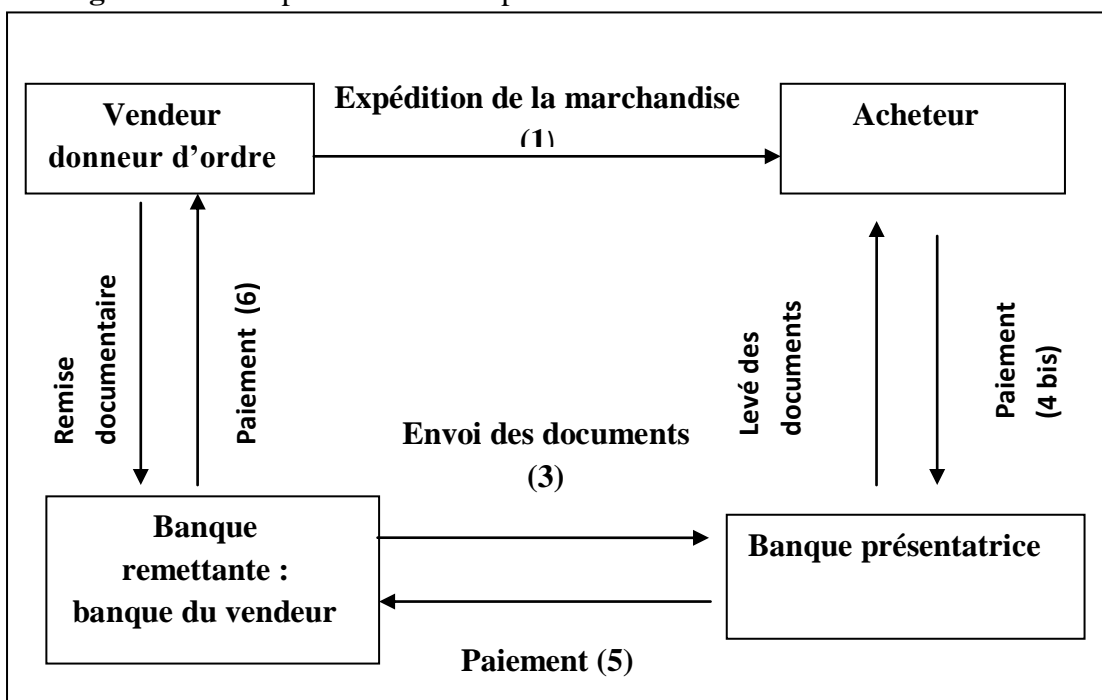 Expédition de la marchandise
(1)
Vendeur
donneur d'ordre
Acheteur
Remise
documentaire
Paiement (6)
Levé des
documents
Paiement
(4 bis)
Envoi des documents
(3)
Banque
remettante :
banque du vendeur
Banque présentatrice
Paiement (5)